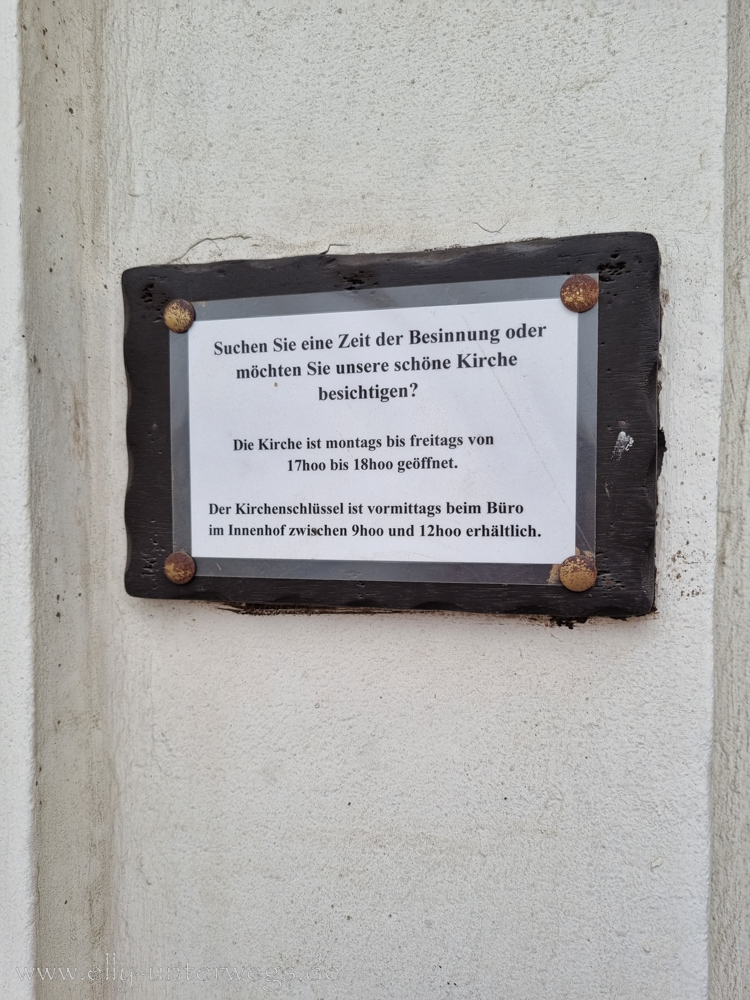 Suchen Sie eine Zeit der Besinnung oder
möchten Sie unsere schöne Kirche
besichtigen?
Die Kirche ist montags bis freitags von
17hoo bis 18hoo geöffnet.
Der Kirchenschlüssel ist vormittags beim Büro
im Innenhof zwischen 9hoo und 12hoo erhältlich.
www.elly-unterwegs.de